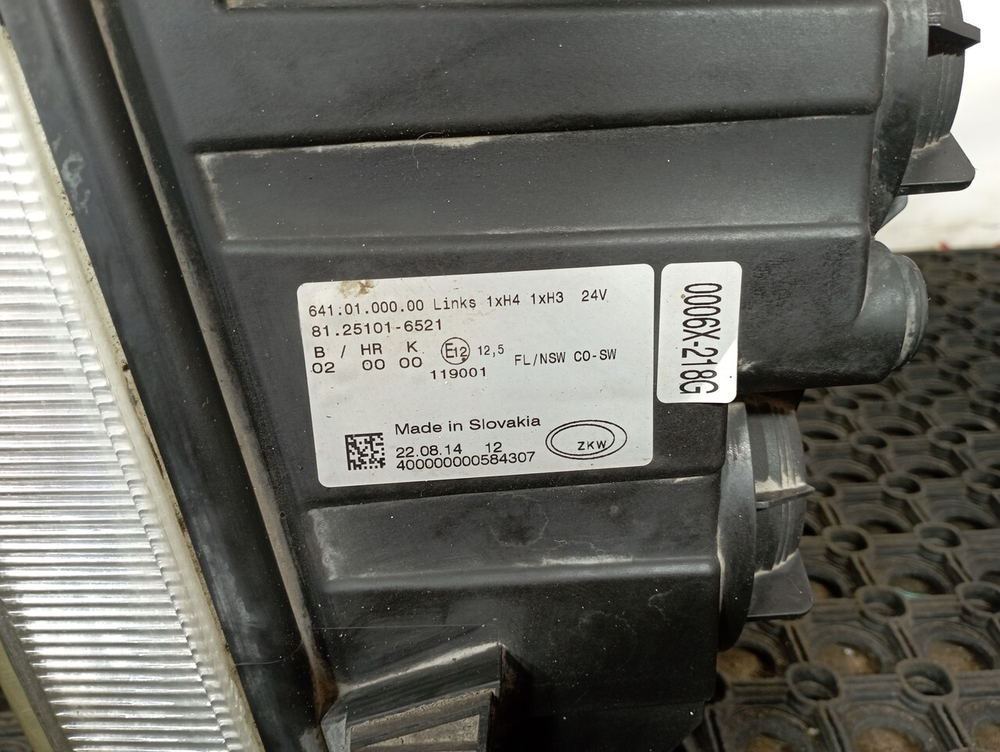 641.01.000.00 Links 1xH4 1xH3 24V
81.25101-6521
B / HR K E12 12,5 FL/NSW CO-SW
02 00 00 119001
Made in Slovakia
22.08.14 12 ZKW
400000000584307
0006X-218G